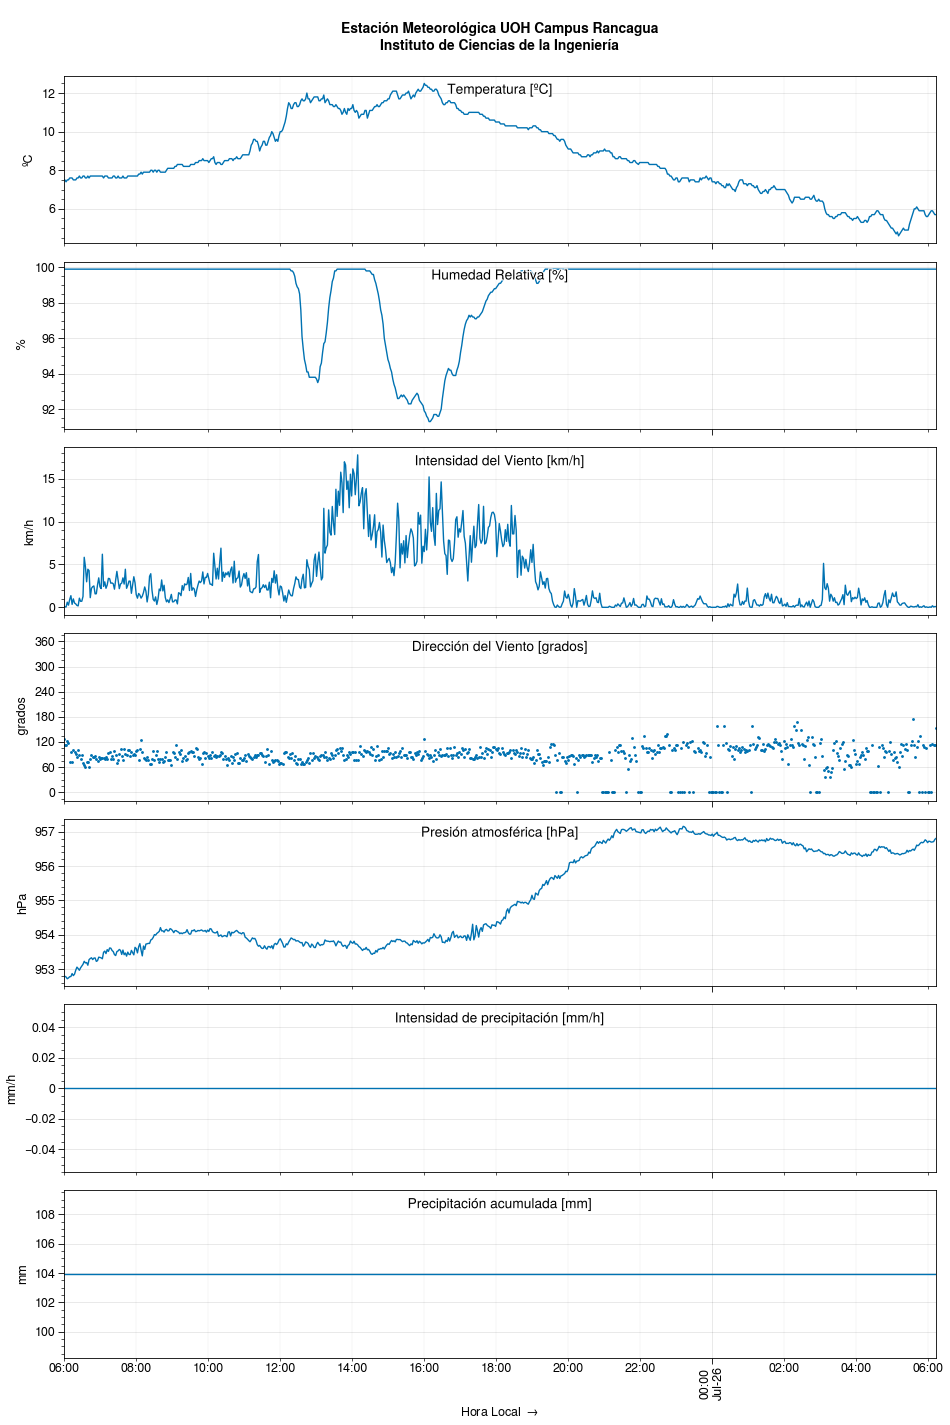 Estación Meteorológica UOH Campus Rancagua
Instituto de Ciencias de la Ingeniería
Temperatura [ºC]
ºC
12
10
8
6
Humedad Relativa [%]
%
100
98
96
94
92
Intensidad del Viento [km/h]
km/h
15
10
5
0
Dirección del Viento [grados]
grados
360
300
240
180
120
60
0
Presión atmosférica [hPa]
hPa
957
956
955
954
953
Intensidad de precipitación [mm/h]
mm/h
0.04
0.02
0
−0.02
−0.04
Precipitación acumulada [mm]
mm
108
106
104
102
100
06:00 08:00 10:00 12:00 14:00 16:00 18:00 20:00 22:00 00:00 02:00 04:00 06:00
Jul-26
Hora Local →